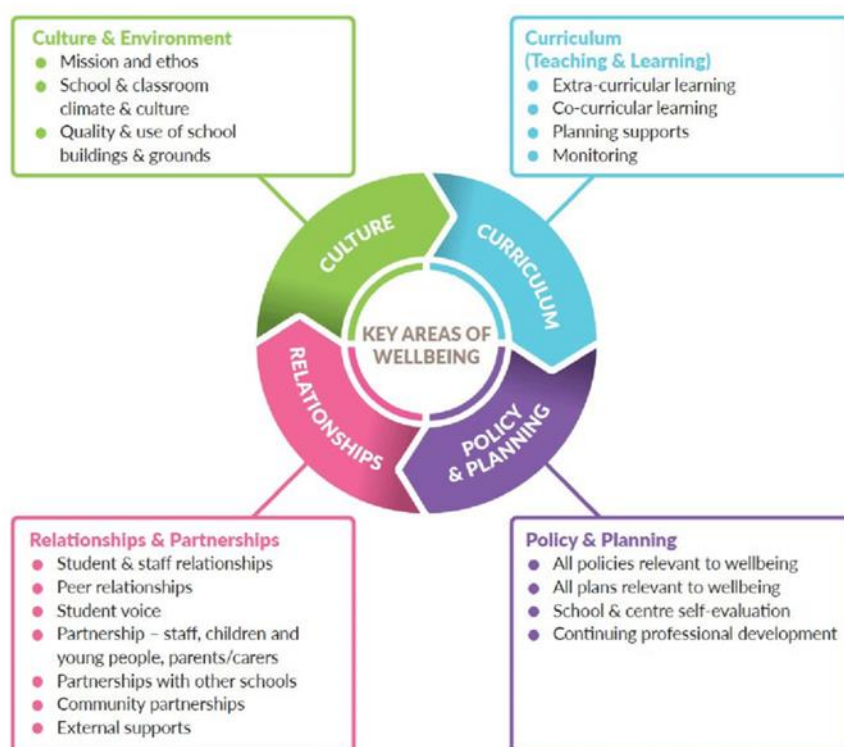 Culture & Environment
Mission and ethos
School & classroom
climate & culture
Quality & use of school
buildings & grounds
Curriculum
(Teaching & Learning)
Extra-curricular learning
Co-curricular learning
Planning supports
Monitoring
CULTURE
CURRICULUM
KEY AREAS OF
WELLBEING
RELATIONSHIPS
POLICY
& PLANNING
Relationships & Partnerships
Student & staff relationships
Peer relationships
Student voice
Partnership – staff, children and
young people, parents/carers
Partnerships with other schools
Community partnerships
External supports
Policy & Planning
All policies relevant to wellbeing
All plans relevant to wellbeing
School & centre self-evaluation
Continuing professional development